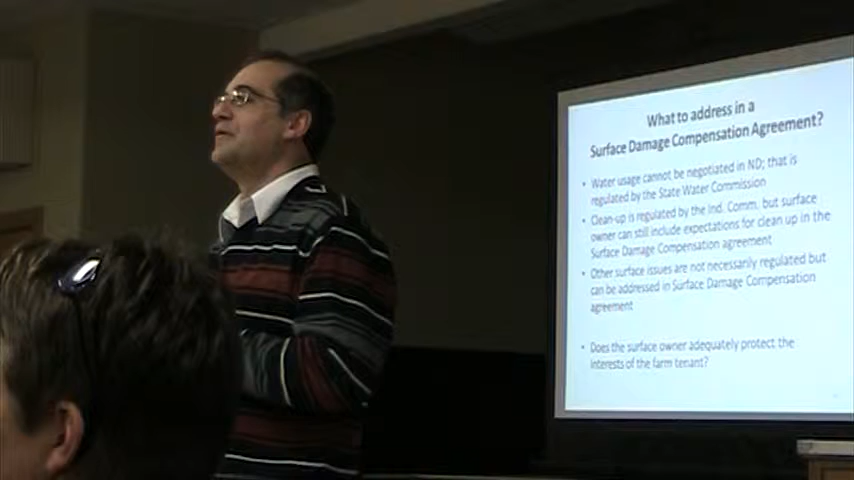 What to address in a
Surface Damage Compensation Agreement?
• Water usage cannot be negotiated in ND; that is
regulated by the State Water Commission
• Clean-up is regulated by the Ind. Comm, but surface
owner can still include expectations for clean up in the
Surface Damage Compensation agreement
• Other surface issues are not necessarily regulated but
can be addressed in Surface Damage Compensation
agreement
• Does the surface owner adequately protect the
interests of the farm tenant?